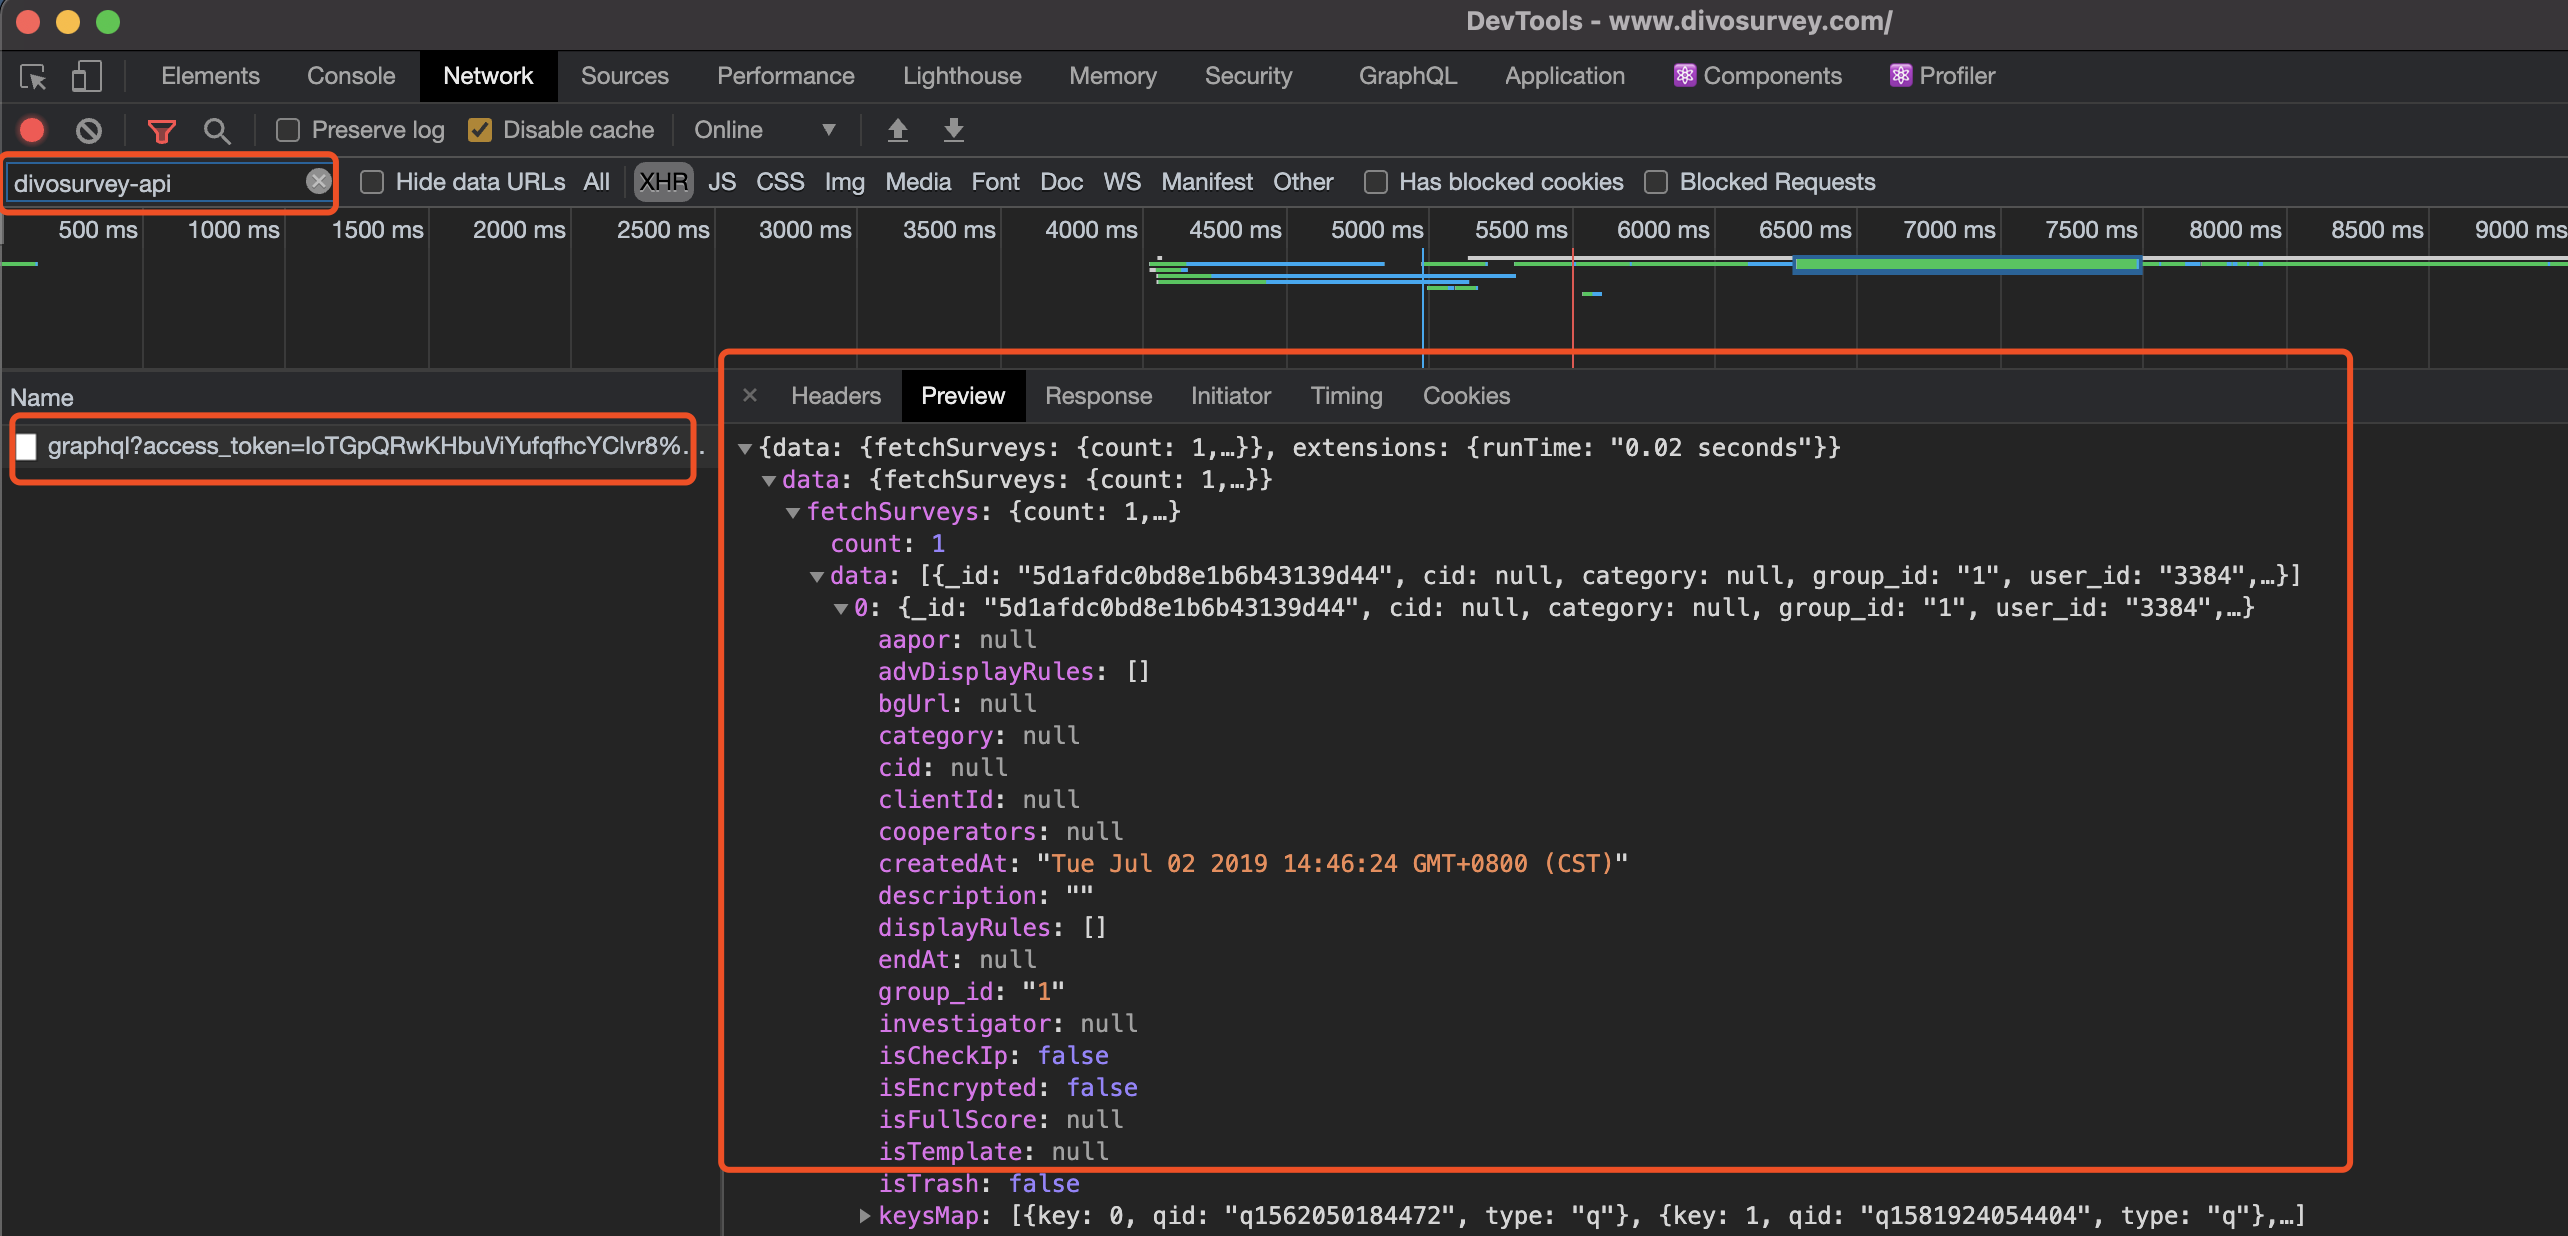 DevTools - www.divosurvey.com/
Elements Console Network Sources Performance Lighthouse Memory Security GraphQL Application Components Profiler
Preserve log Disable cache Online
divosurvey-api Hide data URLs All XHR JS CSS Img Media Font Doc WS Manifest Other Has blocked cookies Blocked Requests
500 ms 1000 ms 1500 ms 2000 ms 2500 ms 3000 ms 3500 ms 4000 ms 4500 ms 5000 ms 5500 ms 6000 ms 6500 ms 7000 ms 7500 ms 8000 ms 8500 ms 9000 ms
Name
graphql?access_token=IoTGpQRwKHbuViYufqfhcYClvr8%...
Headers Preview Response Initiator Timing Cookies
{data: {fetchSurveys: {count: 1,…}}, extensions: {runTime: "0.02 seconds"}}
data: {fetchSurveys: {count: 1,…}}
fetchSurveys: {count: 1,…}
count: 1
data: [{_id: "5d1afdc0bd8e1b6b43139d44", cid: null, category: null, group_id: "1", user_id: "3384",…}]
0: {_id: "5d1afdc0bd8e1b6b43139d44", cid: null, category: null, group_id: "1", user_id: "3384",…}
aapor: null
advDisplayRules: []
bgUrl: null
category: null
cid: null
clientId: null
cooperators: null
createdAt: "Tue Jul 02 2019 14:46:24 GMT+0800 (CST)"
description: ""
displayRules: []
endAt: null
group_id: "1"
investigator: null
isCheckIp: false
isEncrypted: false
isFullScore: null
isTemplate: null
isTrash: false
keysMap: [{key: 0, qid: "q1562050184472", type: "q"}, {key: 1, qid: "q1581924054404", type: "q"},…]